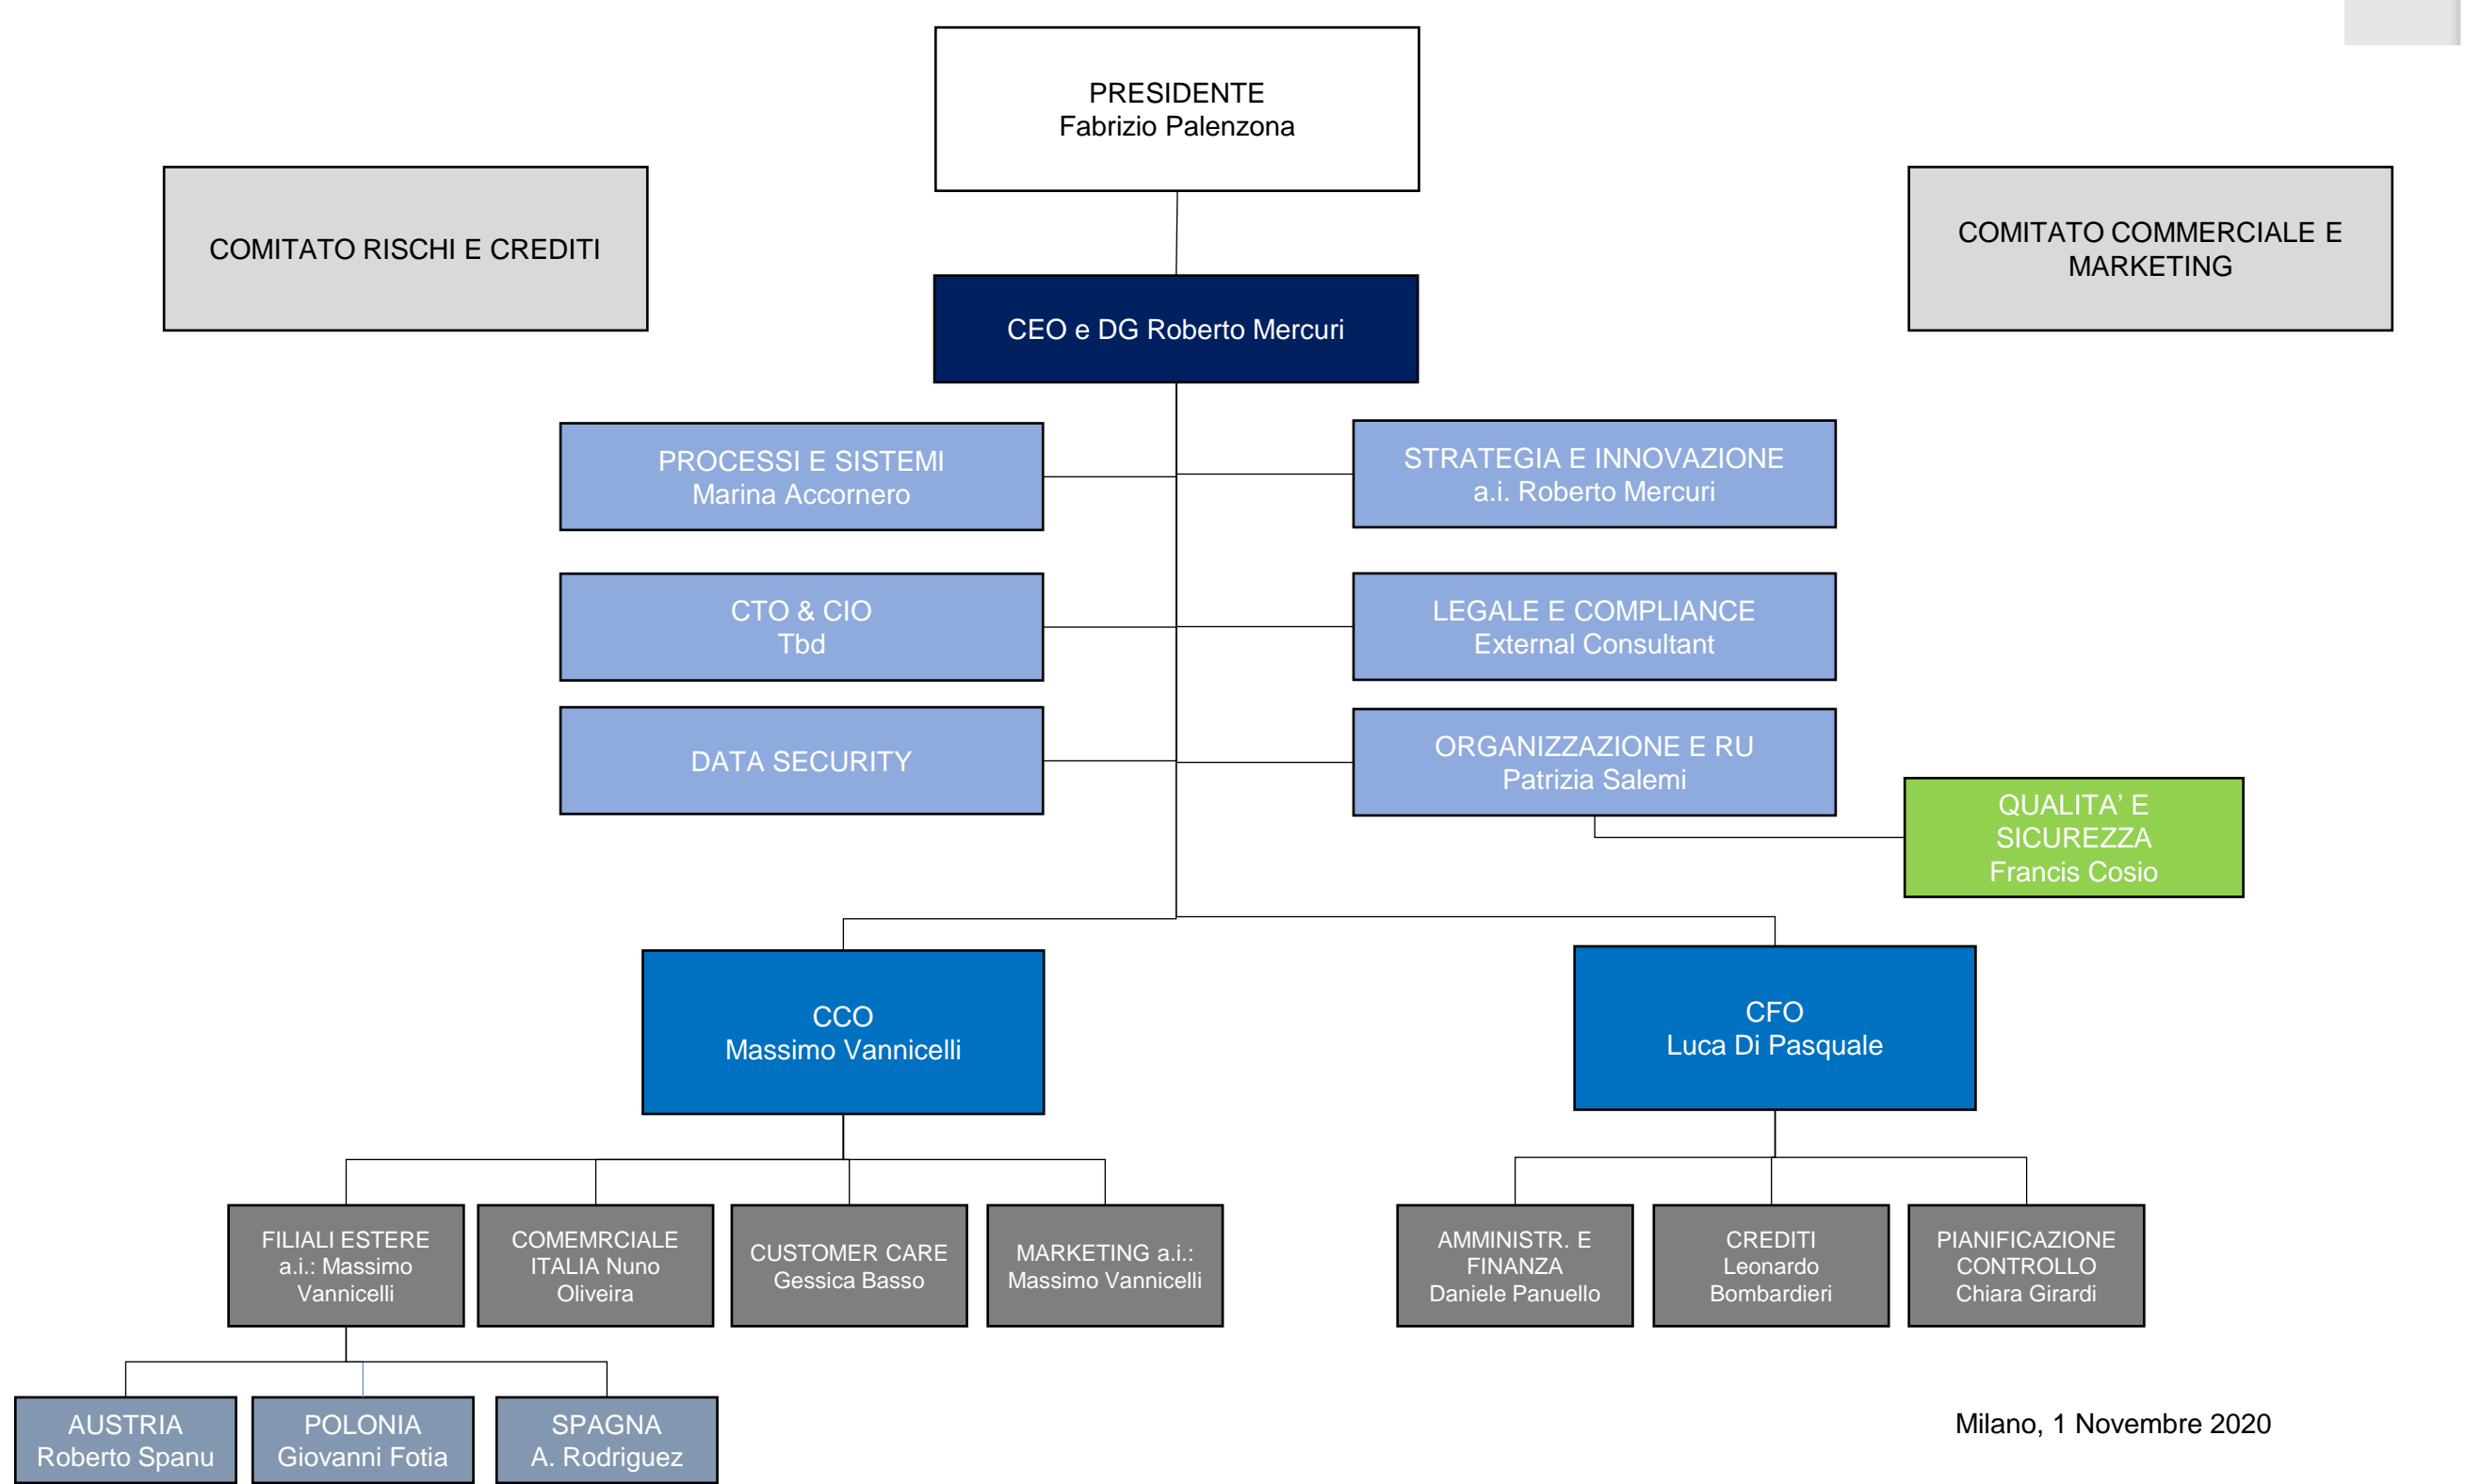 PRESIDENTE
Fabrizio Palenzona
COMITATO RISCHI E CREDITI
COMITATO COMMERCIALE E
MARKETING
CEO e DG Roberto Mercuri
PROCESSI E SISTEMI
Marina Accornero
STRATEGIA E INNOVAZIONE
a.i. Roberto Mercuri
CTO & CIO
Tbd
LEGALE E COMPLIANCE
External Consultant
DATA SECURITY
ORGANIZZAZIONE E RU
Patrizia Salemi
QUALITA’ E
SICUREZZA
Francis Cosio
CCO
Massimo Vannicelli
CFO
Luca Di Pasquale
FILIALI ESTERE
a.i.: Massimo
Vannicelli
COMEMRCIALE
ITALIA Nuno
Oliveira
CUSTOMER CARE
Gessica Basso
MARKETING a.i.:
Massimo Vannicelli
AMMINISTR. E
FINANZA
Daniele Panuello
CREDITI
Leonardo
Bombardieri
PIANIFICAZIONE
CONTROLLO
Chiara Girardi
AUSTRIA
Roberto Spanu
POLONIA
Giovanni Fotia
SPAGNA
A. Rodriguez
Milano, 1 Novembre 2020